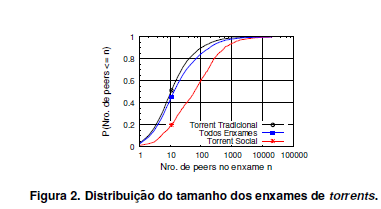 P(Nro. de peers <= n)
1
0.8
0.6
0.4
0.2
0
Torrent Tradicional
Todos Enxames
Torrent Social
1 10 100 1000 10000 100000
Nro. de peers no enxame n
Figura 2. Distribuição do tamanho dos enxames de torrents.